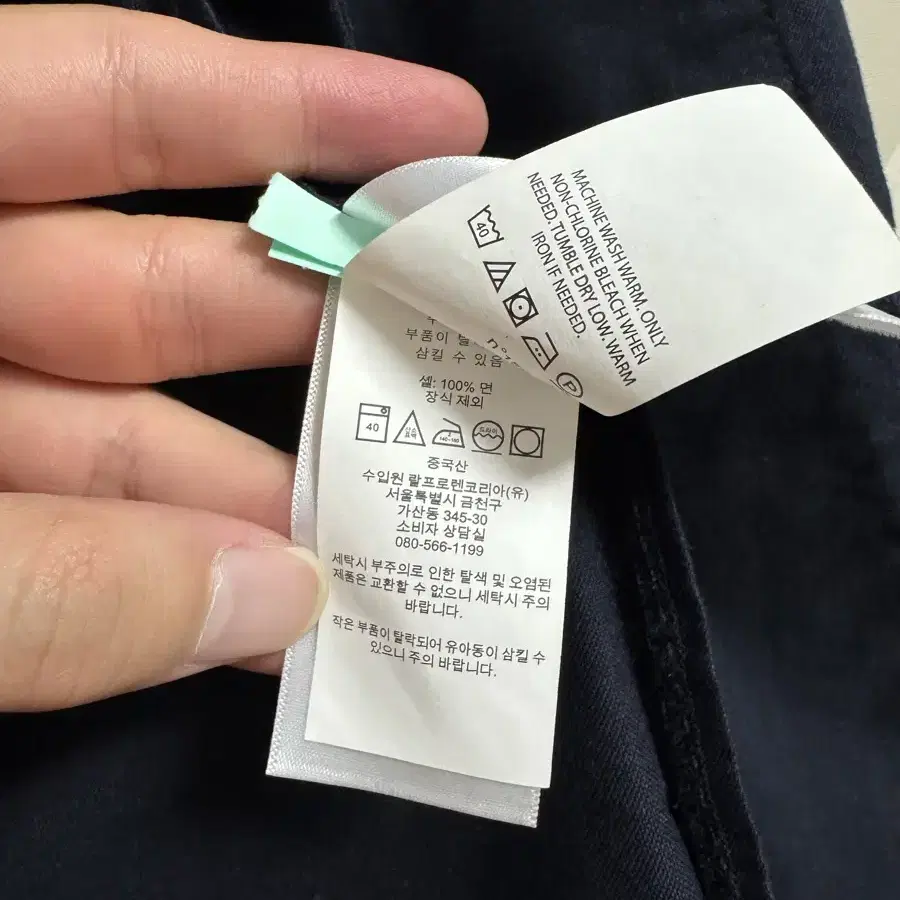 MACHINE WASH WARM. ONLY
NON-CHLORINE BLEACH WHEN
NEEDED. TUMBLE DRY LOW. WARM
IRON IF NEEDED.
40
P
부품이
삼킬 수 있음
셀: 100% 면
장식 제외
40 산소 표백 2 140~160 드라이
중국산
수입원 랄프로렌코리아(유)
서울특별시 금천구
가산동 345-30
소비자 상담실
080-566-1199
세탁시 부주의로 인한 탈색 및 오염된
제품은 교환할 수 없으니 세탁시 주의
바랍니다.
작은 부품이 탈락되어 유아동이 삼킬 수
있으니 주의 바랍니다.